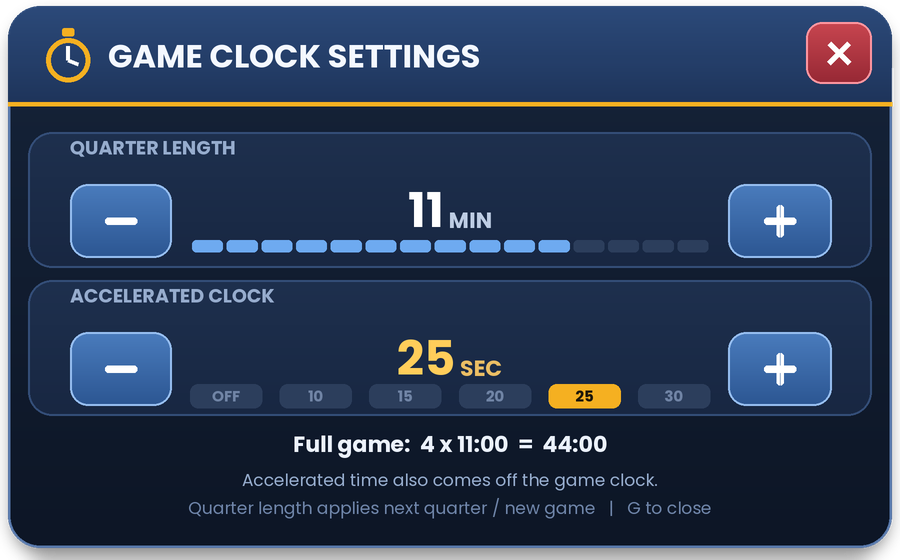 GAME CLOCK SETTINGS
QUARTER LENGTH
11 MIN
ACCELERATED CLOCK
25 SEC
OFF 10 15 20 25 30
Full game: 4 x 11:00 = 44:00
Accelerated time also comes off the game clock.
Quarter length applies next quarter / new game | G to close